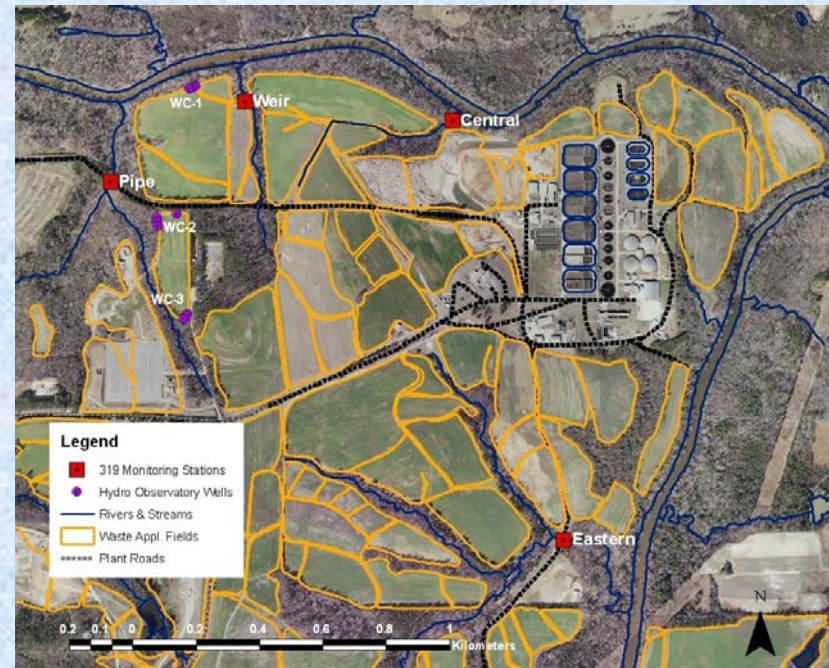 WC-1
Weir
Central
Pipe
WC-2
WC-3
Legend
319 Monitoring Stations
Hydro Observatory Wells
Rivers & Streams
Waste Appl. Fields
Plant Roads
Eastern
N
0.2 0.1 0 0.2 0.4 0.6 0.8 1
Kilometers